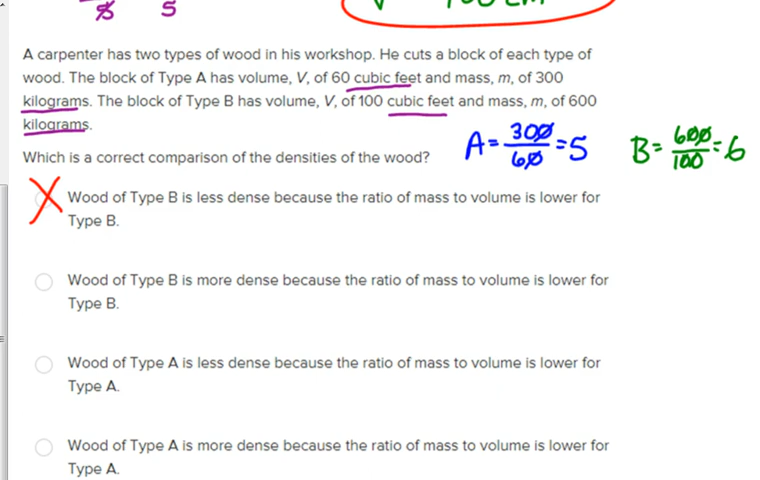 5
A carpenter has two types of wood in his workshop. He cuts a block of each type of
wood. The block of Type A has volume, V, of 60 cubic feet and mass, m, of 300
kilograms. The block of Type B has volume, V, of 100 cubic feet and mass, m, of 600
kilograms.
A = 300/60 = 5
B = 600/100 = 6
Which is a correct comparison of the densities of the wood?
Wood of Type B is less dense because the ratio of mass to volume is lower for
Type B.
Wood of Type B is more dense because the ratio of mass to volume is lower for
Type B.
Wood of Type A is less dense because the ratio of mass to volume is lower for
Type A.
Wood of Type A is more dense because the ratio of mass to volume is lower for
Type A.